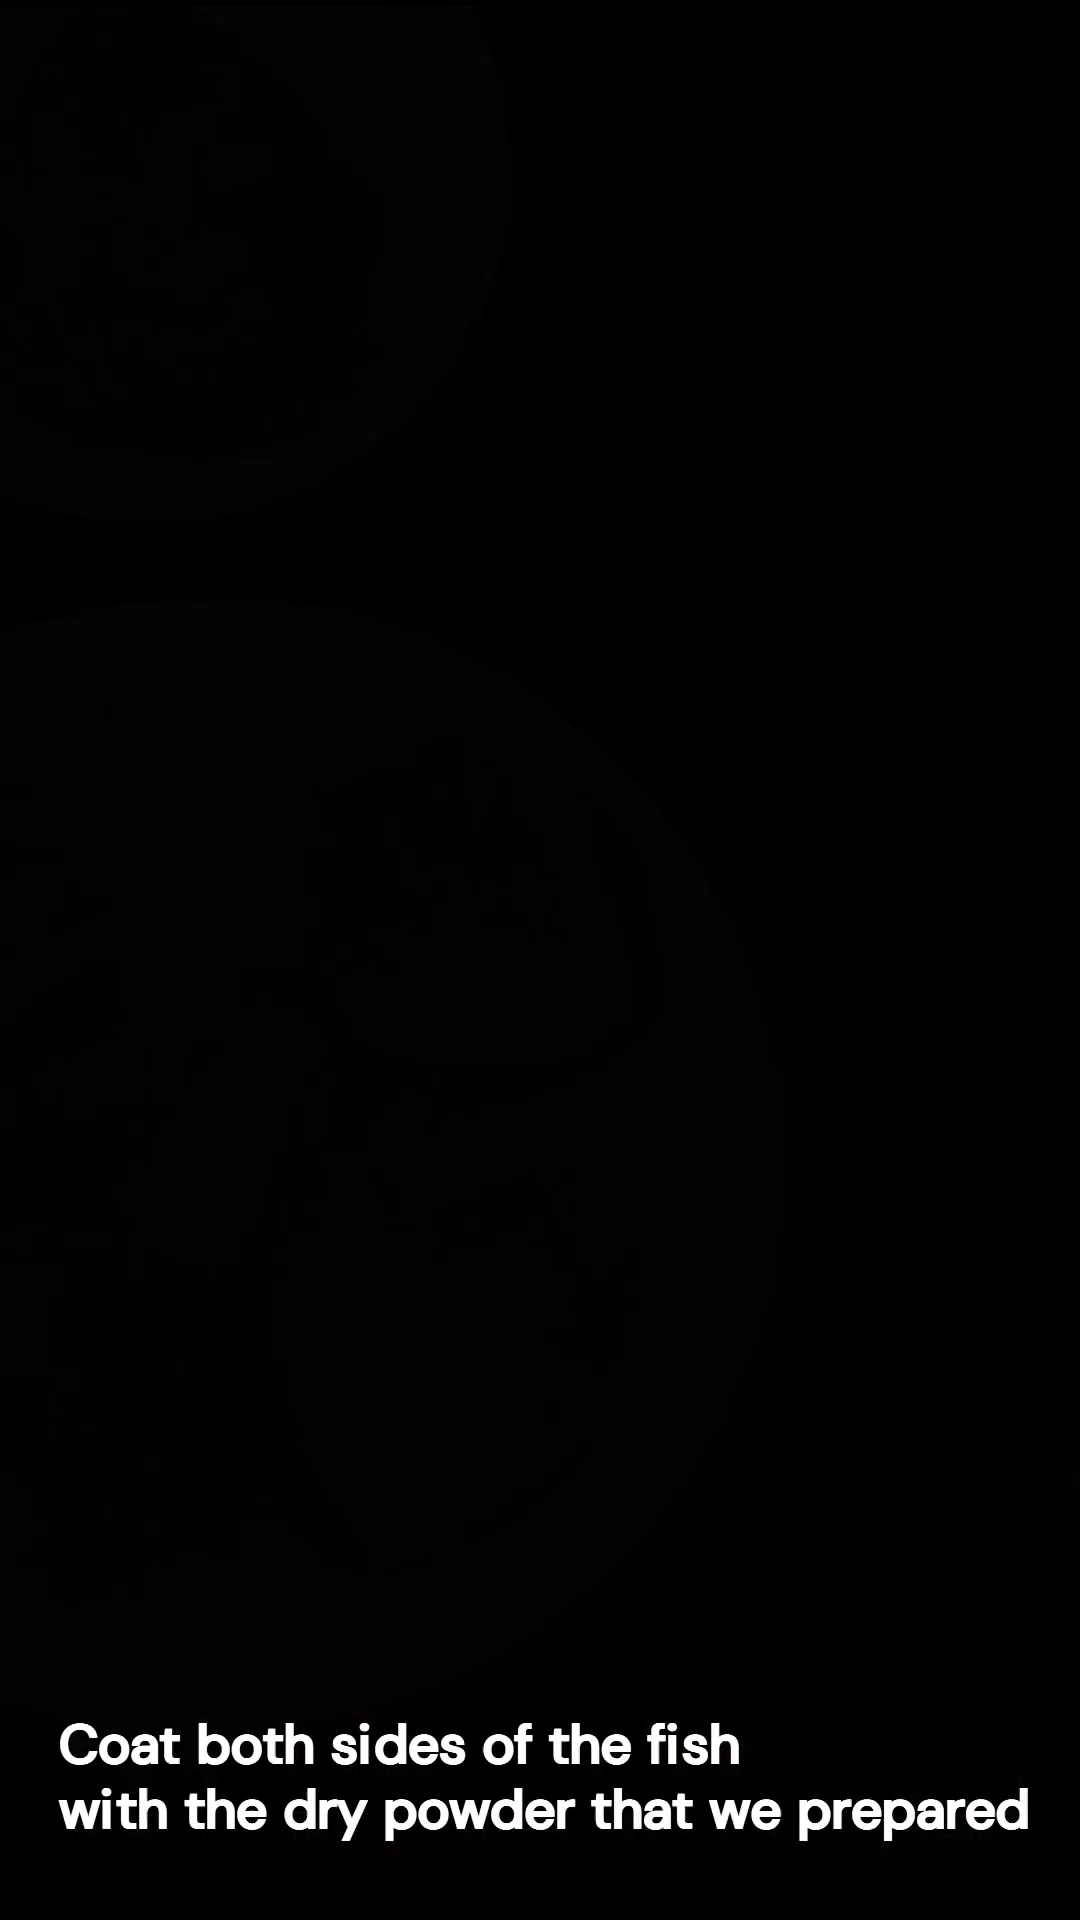 Coat both sides of the fish
with the dry powder that we prepared